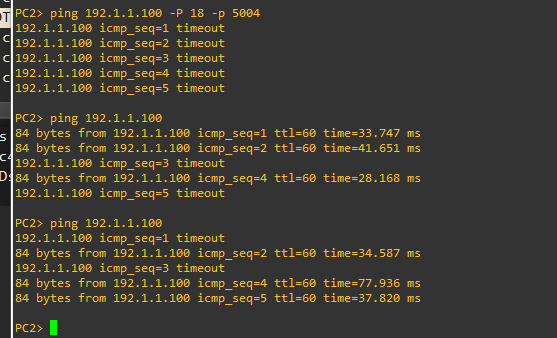 PC2> ping 192.1.1.100 -P 18 -p 5004
192.1.1.100 icmp_seq=1 timeout
192.1.1.100 icmp_seq=2 timeout
192.1.1.100 icmp_seq=3 timeout
192.1.1.100 icmp_seq=4 timeout
192.1.1.100 icmp_seq=5 timeout
PC2> ping 192.1.1.100
84 bytes from 192.1.1.100 icmp_seq=1 ttl=60 time=33.747 ms
84 bytes from 192.1.1.100 icmp_seq=2 ttl=60 time=41.651 ms
192.1.1.100 icmp_seq=3 timeout
84 bytes from 192.1.1.100 icmp_seq=4 ttl=60 time=28.168 ms
192.1.1.100 icmp_seq=5 timeout
PC2> ping 192.1.1.100
192.1.1.100 icmp_seq=1 timeout
84 bytes from 192.1.1.100 icmp_seq=2 ttl=60 time=34.587 ms
192.1.1.100 icmp_seq=3 timeout
84 bytes from 192.1.1.100 icmp_seq=4 ttl=60 time=77.936 ms
84 bytes from 192.1.1.100 icmp_seq=5 ttl=60 time=37.820 ms
PC2>